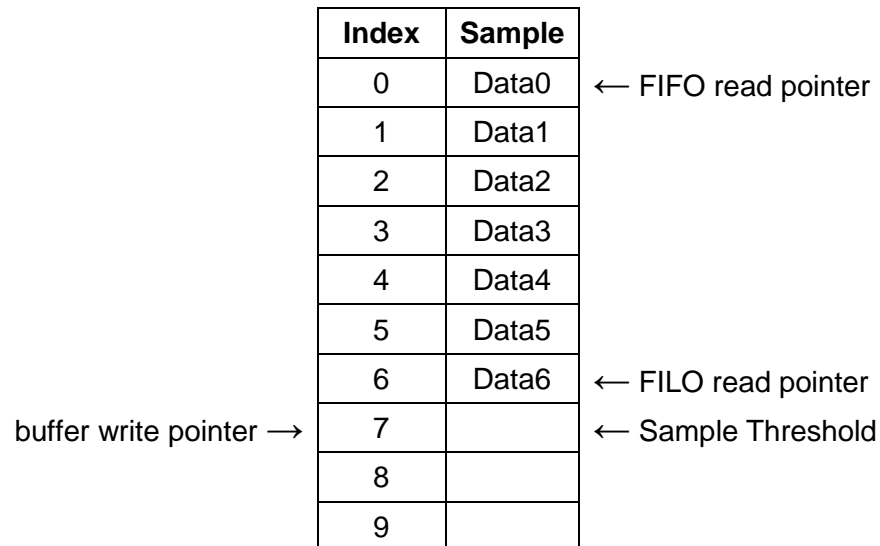 Index Sample
0 Data0 ← FIFO read pointer
1 Data1
2 Data2
3 Data3
4 Data4
5 Data5
6 Data6 ← FILO read pointer
buffer write pointer → 7 ← Sample Threshold
8
9